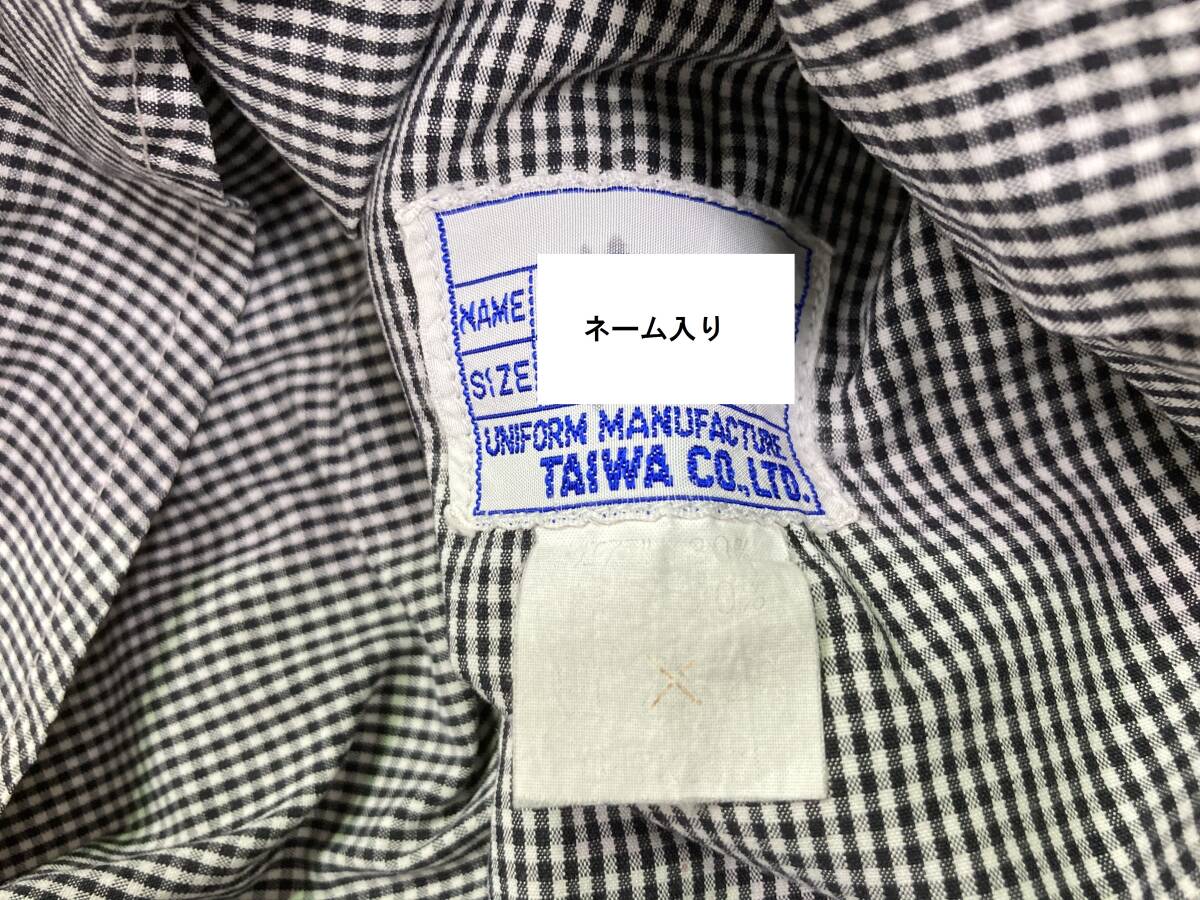 NAME
ネーム入り
SIZE
UNIFORM MANUFACTURE
TAIWA CO.,LTD.